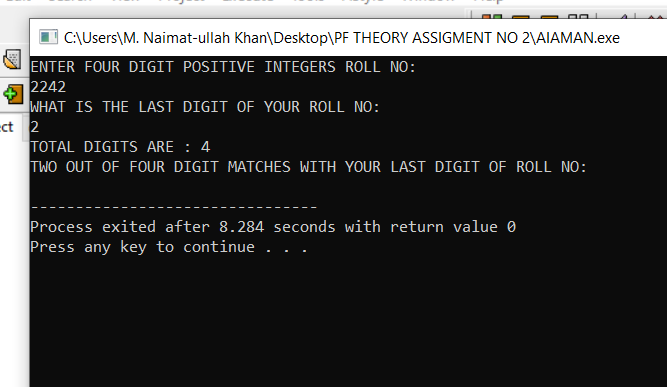 C:\Users\M. Naimat-ullah Khan\Desktop\PF THEORY ASSIGMENT NO 2\AIAMAN.exe
ENTER FOUR DIGIT POSITIVE INTEGERS ROLL NO:
2242
WHAT IS THE LAST DIGIT OF YOUR ROLL NO:
2
ect
TOTAL DIGITS ARE : 4
TWO OUT OF FOUR DIGIT MATCHES WITH YOUR LAST DIGIT OF ROLL NO:
--------------------------------
Process exited after 8.284 seconds with return value 0
Press any key to continue . . .